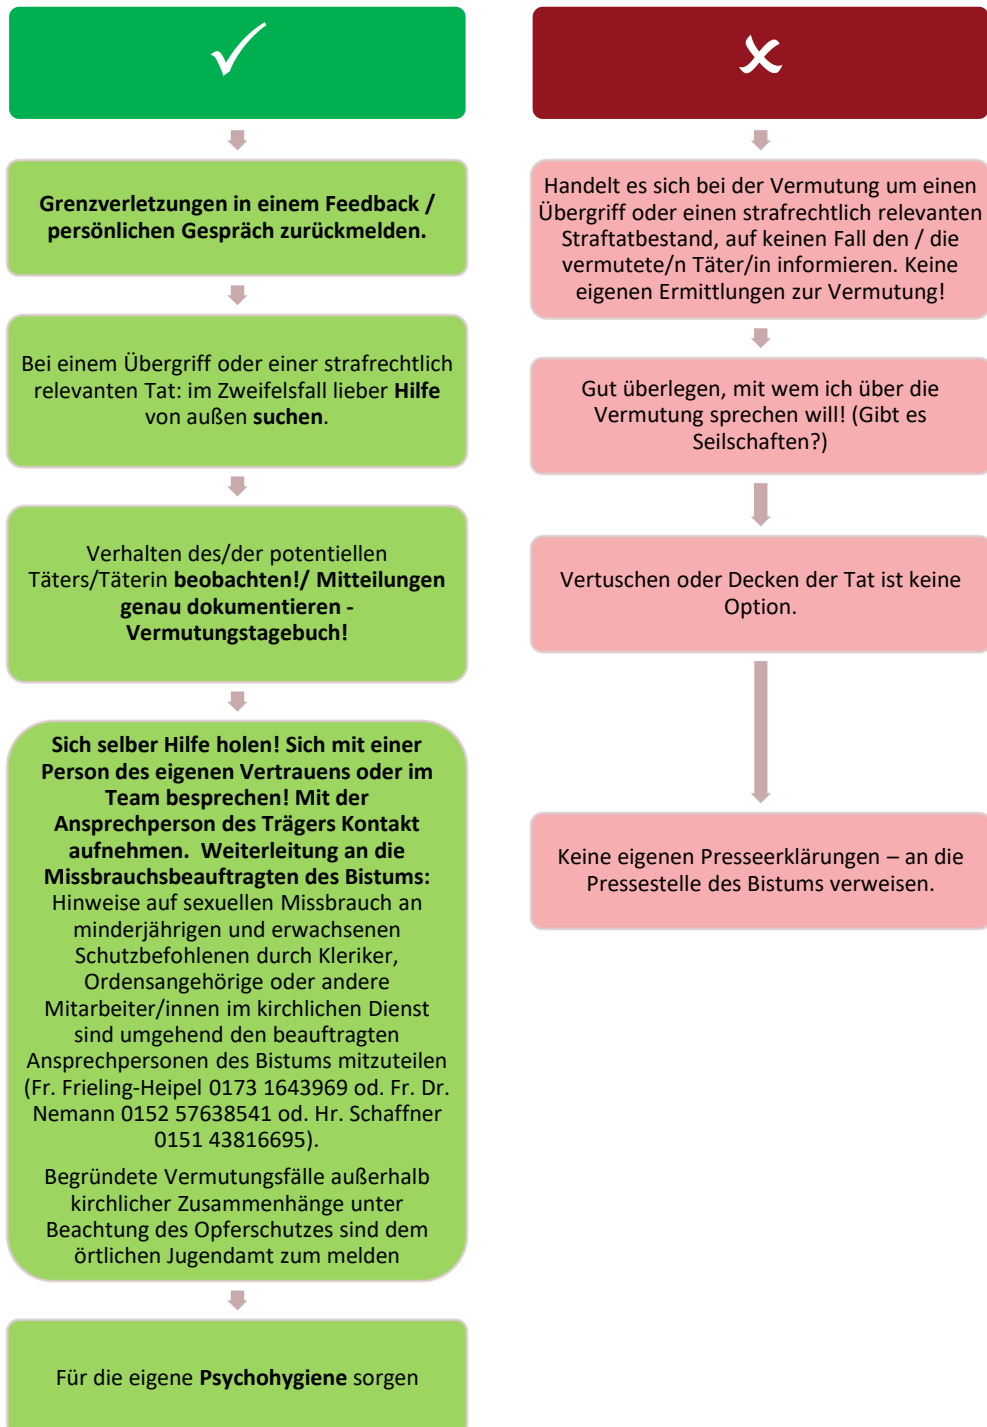 Grenzverletzungen in einem Feedback /
persönlichen Gespräch zurückmelden.
Bei einem Übergriff oder einer strafrechtlich
relevanten Tat: im Zweifelsfall lieber Hilfe
von außen suchen.
Verhalten des/der potentiellen
Täters/Täterin beobachten!/ Mitteilungen
genau dokumentieren -
Vermutungstagebuch!
Sich selber Hilfe holen! Sich mit einer
Person des eigenen Vertrauens oder im
Team besprechen! Mit der
Ansprechperson des Trägers Kontakt
aufnehmen.  Weiterleitung an die
Missbrauchsbeauftragten des Bistums:
Hinweise auf sexuellen Missbrauch an
minderjährigen und erwachsenen
Schutzbefohlenen durch Kleriker,
Ordensangehörige oder andere
Mitarbeiter/innen im kirchlichen Dienst
sind umgehend den beauftragten
Ansprechpersonen des Bistums mitzuteilen
(Fr. Frieling-Heipel 0173 1643969 od. Fr. Dr.
Nemann 0152 57638541 od. Hr. Schaffner
0151 43816695).
Begründete Vermutungsfälle außerhalb
kirchlicher Zusammenhänge unter
Beachtung des Opferschutzes sind dem
örtlichen Jugendamt zum melden
Für die eigene Psychohygiene sorgen
Handelt es sich bei der Vermutung um einen
Übergriff oder einen strafrechtlich relevanten
Straftatbestand, auf keinen Fall den / die
vermutete/n Täter/in informieren. Keine
eigenen Ermittlungen zur Vermutung!
Gut überlegen, mit wem ich über die
Vermutung sprechen will! (Gibt es
Seilschaften?)
Vertuschen oder Decken der Tat ist keine
Option.
Keine eigenen Presseerklärungen – an die
Pressestelle des Bistums verweisen.